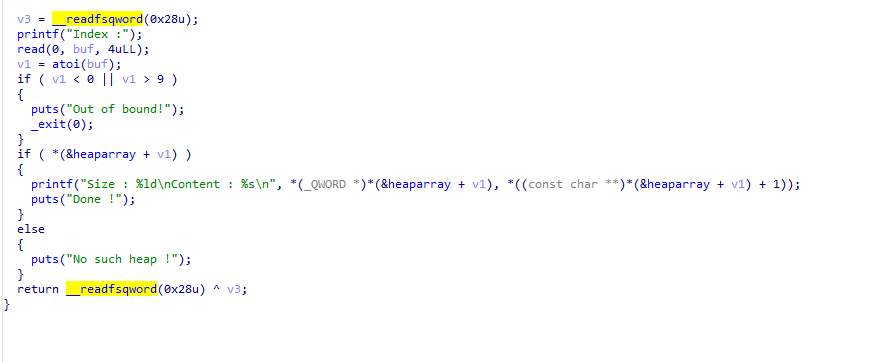 v3 = __readfsqword(0x28u);
printf("Index :");
read(0, buf, 4uLL);
v1 = atoi(buf);
if ( v1 < 0 || v1 > 9 )
{
puts("Out of bound!");
_exit(0);
}
if ( *(&heaparray + v1) )
{
printf("Size : %ld\nContent : %s\n", *(_QWORD *)*(&heaparray + v1), *((const char **)*(&heaparray + v1) + 1));
puts("Done !");
}
else
{
puts("No such heap !");
}
return __readfsqword(0x28u) ^ v3;
}